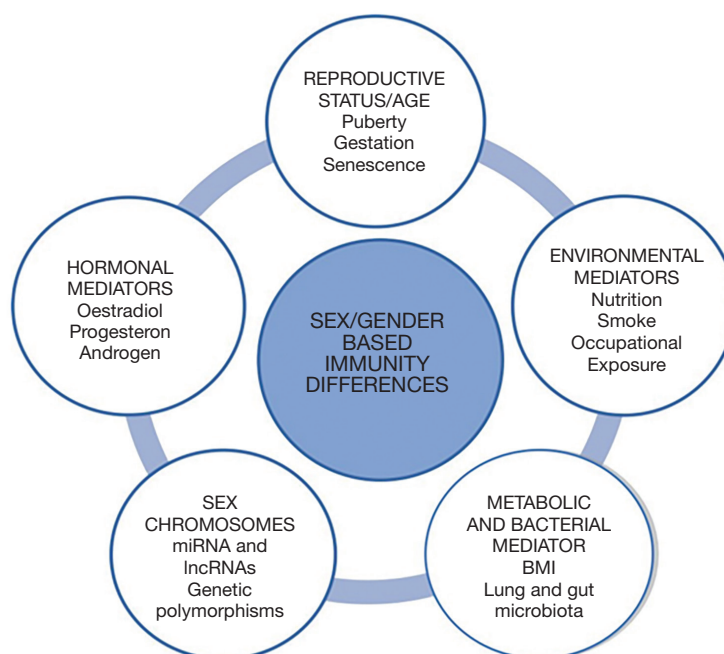 REPRODUCTIVE
STATUS/AGE
Puberty
Gestation
Senescence
HORMONAL
MEDIATORS
Oestradiol
Progesteron
Androgen
ENVIRONMENTAL
MEDIATORS
Nutrition
Smoke
Occupational
Exposure
SEX/GENDER
BASED
IMMUNITY
DIFFERENCES
SEX
CHROMOSOMES
miRNA and
lncRNAs
Genetic
polymorphisms
METABOLIC
AND BACTERIAL
MEDIATOR
BMI
Lung and gut
microbiota